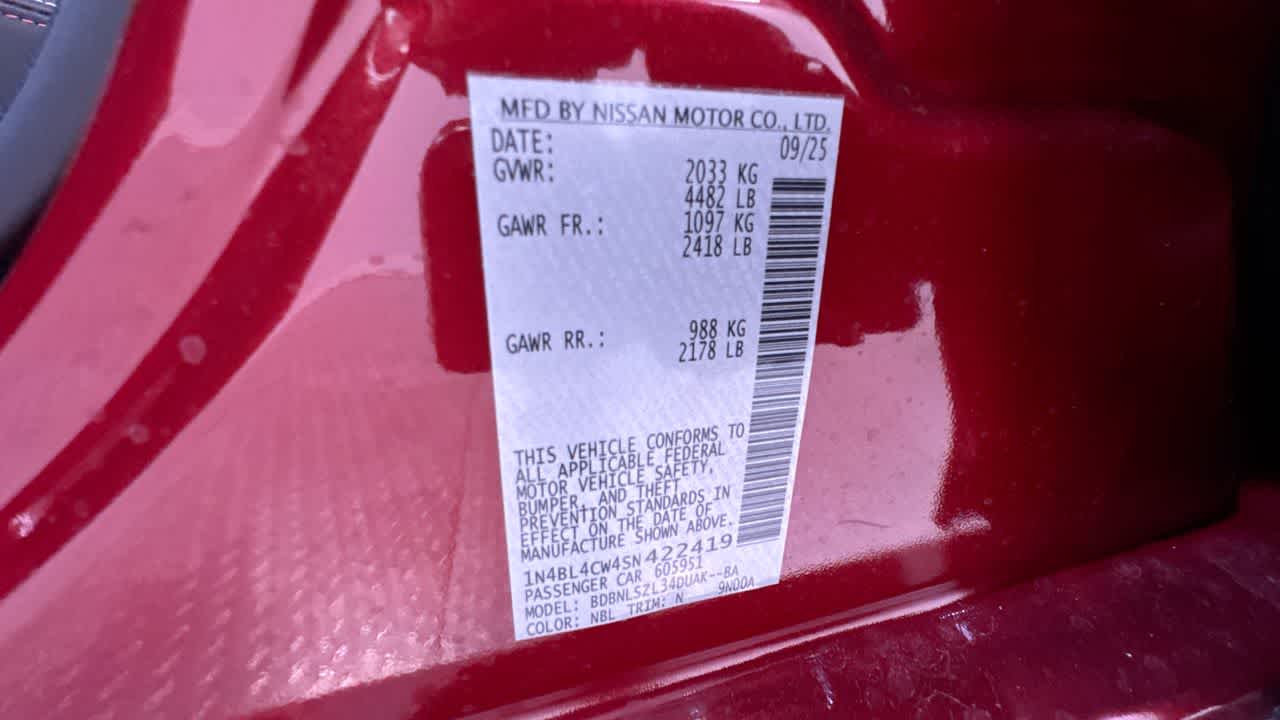 MFD BY NISSAN MOTOR CO., LTD.
DATE: 09/25
GVWR: 2033 KG
4482 LB
GAWR FR.: 1097 KG
2418 LB
GAWR RR.: 988 KG
2178 LB
THIS VEHICLE CONFORMS TO
ALL APPLICABLE FEDERAL
MOTOR VEHICLE SAFETY,
BUMPER, AND THEFT
PREVENTION STANDARDS IN
EFFECT ON THE DATE OF
MANUFACTURE SHOWN ABOVE.
1N4BL4CW4SN422419
PASSENGER CAR 605951
MODEL: BDBNLSZL34DUAK--BA
COLOR: NBL TRIM: N 9N00A